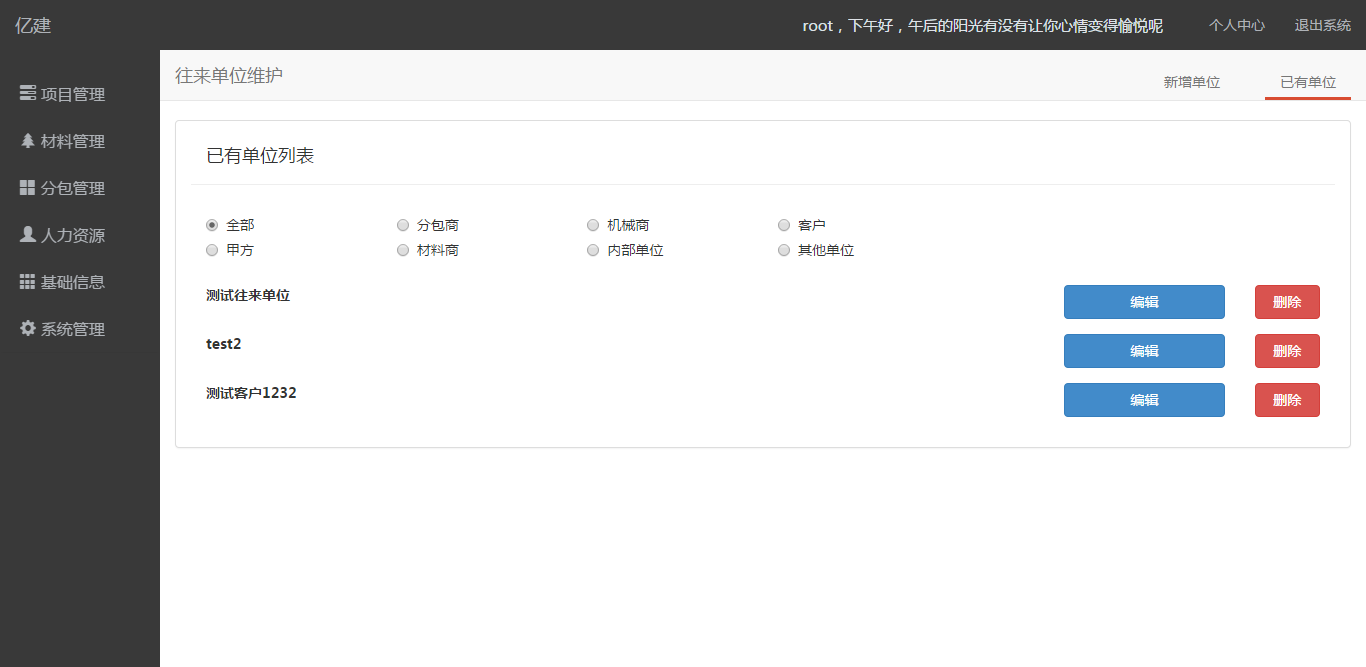 亿建
root，下午好，午后的阳光有没有让你心情变得愉悦呢 个人中心 退出系统
项目管理
材料管理
分包管理
人力资源
基础信息
系统管理
往来单位维护
新增单位 已有单位
已有单位列表
全部 分包商 机械商 客户
甲方 材料商 内部单位 其他单位
测试往来单位 编辑 删除
test2 编辑 删除
测试客户1232 编辑 删除